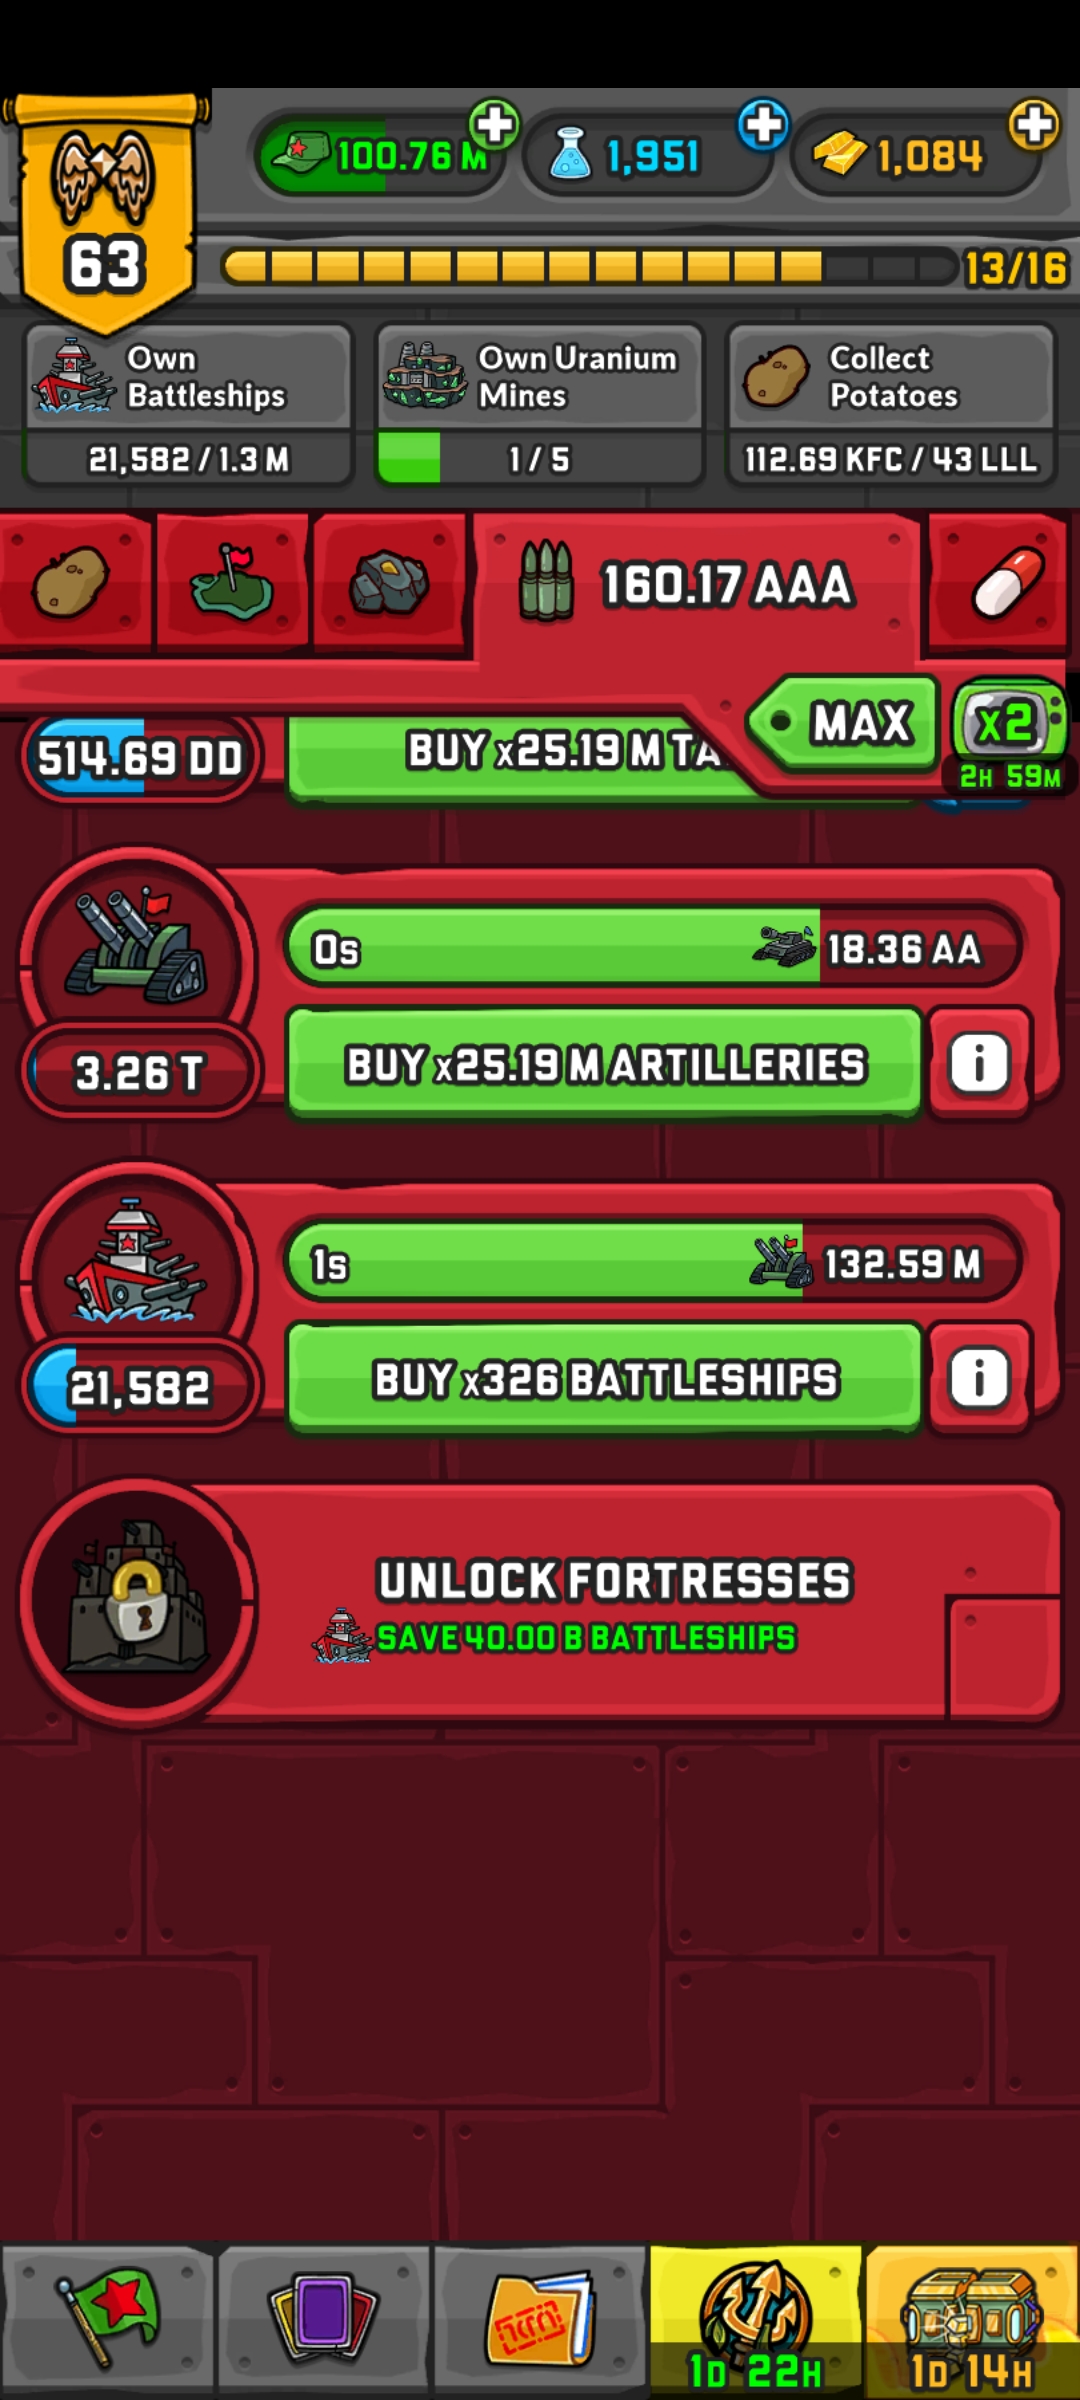 100.76 M
1,951
1,084
63
13/16
Own
Battleships
21,582 / 1.3 M
Own Uranium
Mines
1 / 5
Collect
Potatoes
112.69 KFC / 43 LLL
160.17 AAA
MAX
x2
2H 59M
514.69 DD
BUY x25.19 M TA
0s
18.36 AA
3.26 T
BUY x25.19 M ARTILLERIES
i
1s
132.59 M
21,582
BUY x326 BATTLESHIPS
i
UNLOCK FORTRESSES
SAVE 40.00 B BATTLESHIPS
1D 22H
1D 14H